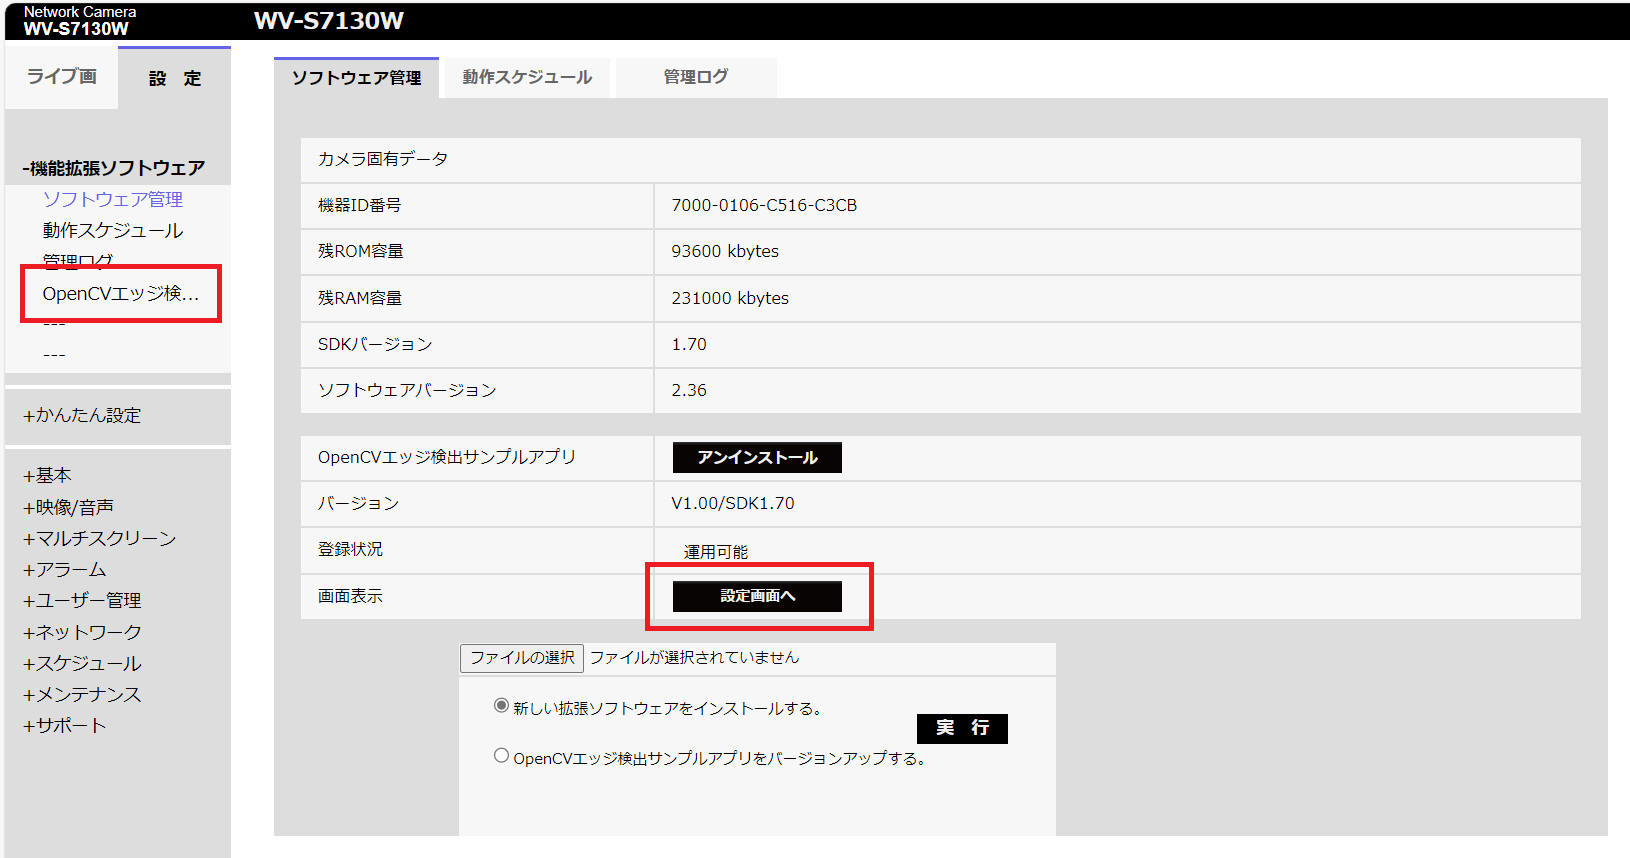 Network Camera
WV-S7130W
WV-S7130W
ライブ画
設 定
-機能拡張ソフトウェア
ソフトウェア管理
動作スケジュール
管理ログ
OpenCVエッジ検...
---
---
+かんたん設定
+基本
+映像/音声
+マルチスクリーン
+アラーム
+ユーザー管理
+ネットワーク
+スケジュール
+メンテナンス
+サポート
ソフトウェア管理 動作スケジュール 管理ログ
カメラ固有データ
機器ID番号 7000-0106-C516-C3CB
残ROM容量 93600 kbytes
残RAM容量 231000 kbytes
SDKバージョン 1.70
ソフトウェアバージョン 2.36
OpenCVエッジ検出サンプルアプリ アンインストール
バージョン V1.00/SDK1.70
登録状況 運用可能
画面表示 設定画面へ
ファイルの選択 ファイルが選択されていません
新しい拡張ソフトウェアをインストールする。
実 行
OpenCVエッジ検出サンプルアプリをバージョンアップする。